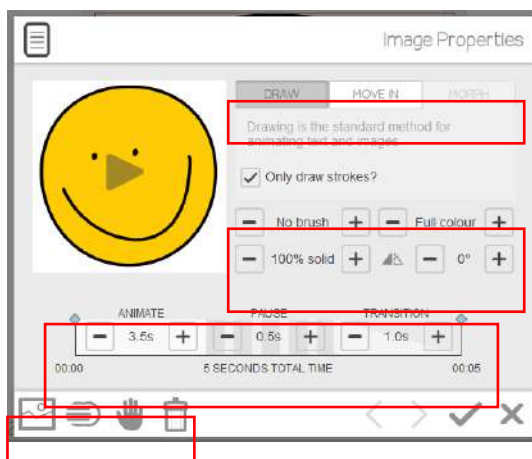 Image Properties
DRAW MOVE IN MORPH
Drawing is the standard method for
animating text and images
Only draw strokes?
No brush Full colour
100% solid 0°
ANIMATE PAUSE TRANSITION
3.5s 0.5s 1.0s
00:00 5 SECONDS TOTAL TIME 00:05